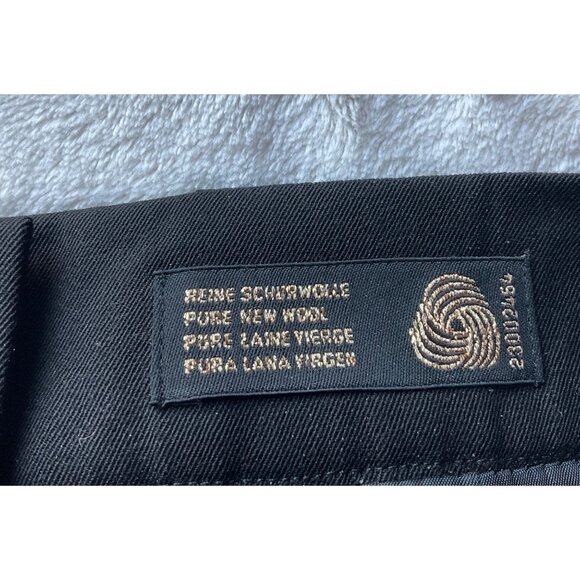 REINE SCHURWOLLE
PURE NEW WOOL
PURE LAINE VIERGE
PURA LANA VIRGEN
23002464